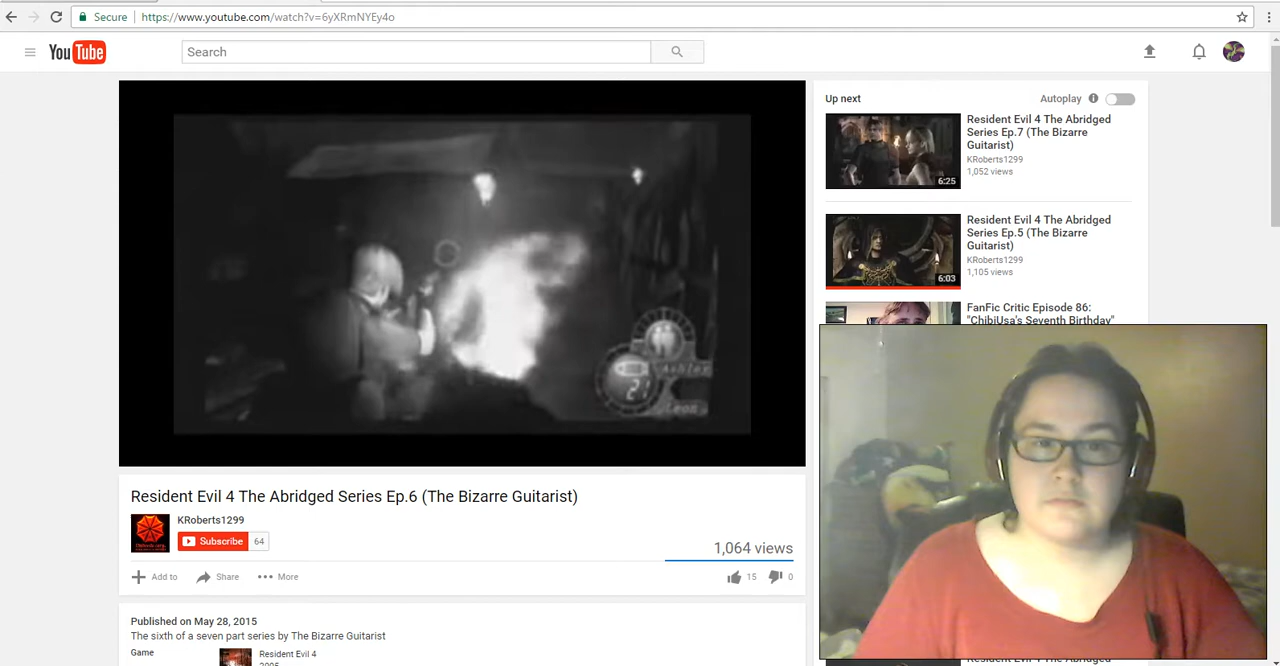 Secure https://www.youtube.com/watch?v=6yXRmNYEy4o
YouTube
Search
21
Ashley
Leon
Resident Evil 4 The Abridged Series Ep.6 (The Bizarre Guitarist)
KRoberts1299
Subscribe 64
1,064 views
Add to Share More
15 0
Published on May 28, 2015
The sixth of a seven part series by The Bizarre Guitarist
Game
Resident Evil 4
2005
Up next Autoplay
Resident Evil 4 The Abridged
Series Ep.7 (The Bizarre
Guitarist)
KRoberts1299
1,052 views
6:25
Resident Evil 4 The Abridged
Series Ep.5 (The Bizarre
Guitarist)
KRoberts1299
1,105 views
6:03
FanFic Critic Episode 86:
"ChibiUsa's Seventh Birthday"